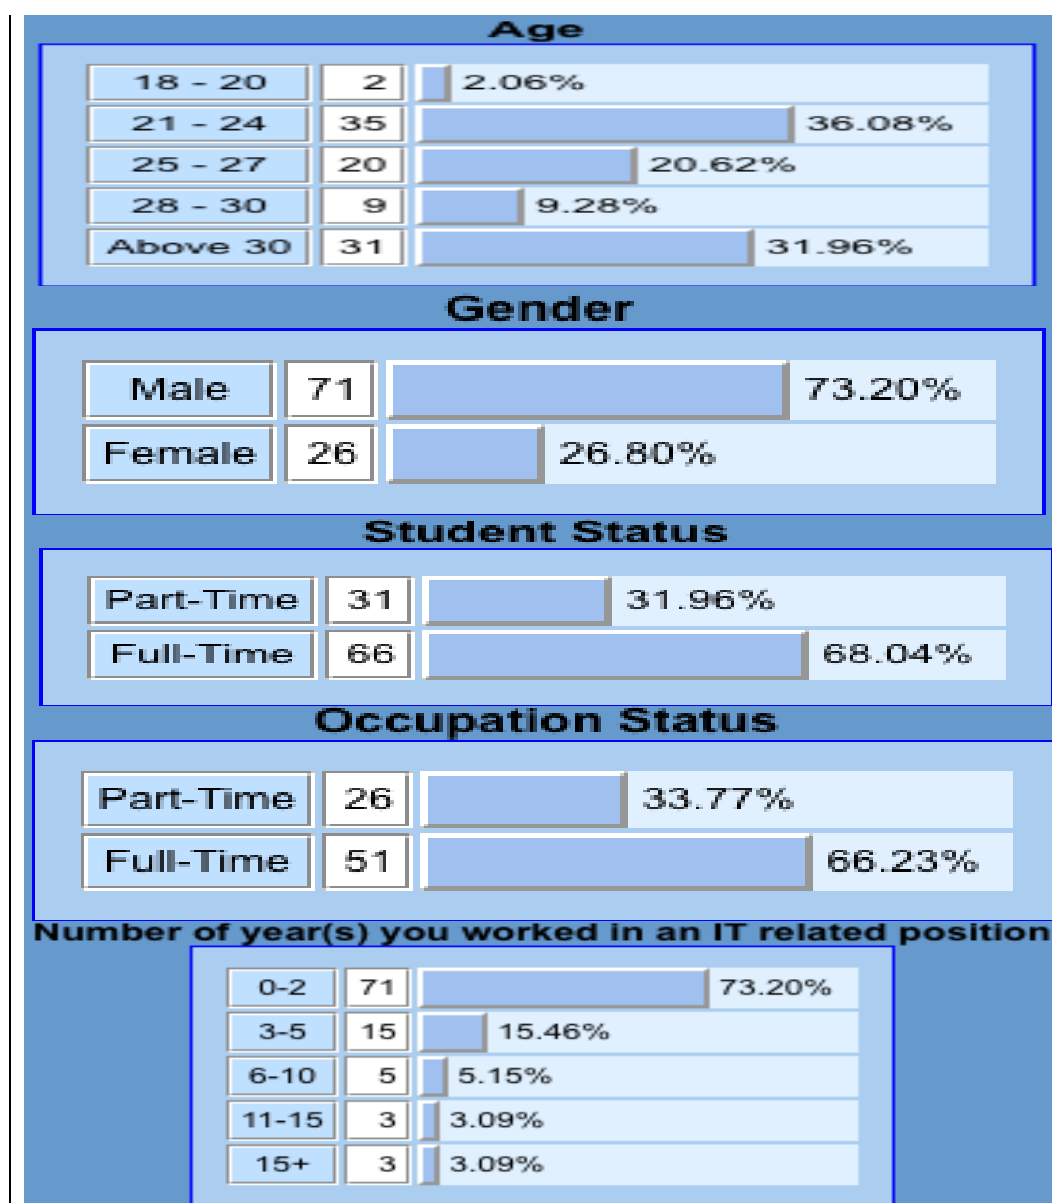 Age
18 - 20 2 2.06%
21 - 24 35 36.08%
25 - 27 20 20.62%
28 - 30 9 9.28%
Above 30 31 31.96%
Gender
Male 71 73.20%
Female 26 26.80%
Student Status
Part-Time 31 31.96%
Full-Time 66 68.04%
Occupation Status
Part-Time 26 33.77%
Full-Time 51 66.23%
Number of year(s) you worked in an IT related position
0-2 71 73.20%
3-5 15 15.46%
6-10 5 5.15%
11-15 3 3.09%
15+ 3 3.09%